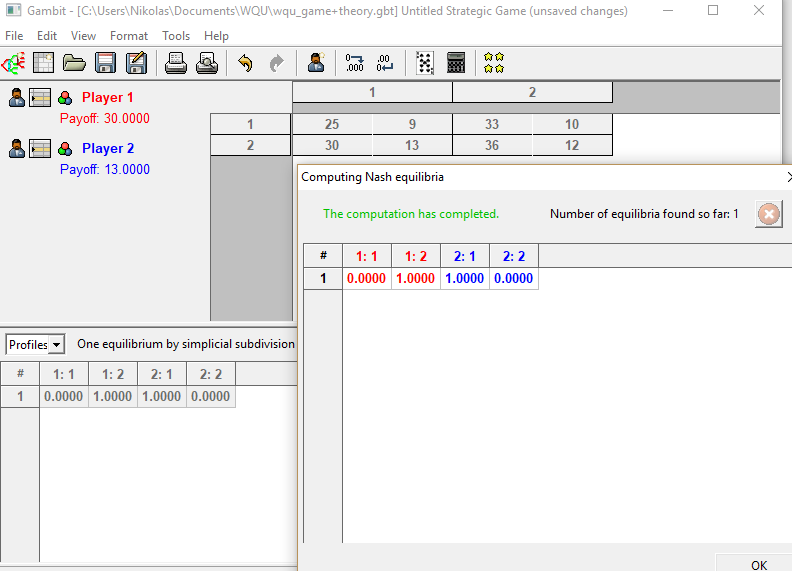 Gambit - [C:\Users\Nikolas\Documents\WQU\wqu_game+theory.gbt] Untitled Strategic Game (unsaved changes)
File Edit View Format Tools Help
0→ .000 .00 0←
Player 1
Payoff: 30.0000
Player 2
Payoff: 13.0000
1 2
1 25 9 33 10
2 30 13 36 12
Computing Nash equilibria
The computation has completed. Number of equilibria found so far: 1
# 1: 1 1: 2 2: 1 2: 2
1 0.0000 1.0000 1.0000 0.0000
Profiles One equilibrium by simplicial subdivision
# 1: 1 1: 2 2: 1 2: 2
1 0.0000 1.0000 1.0000 0.0000
OK